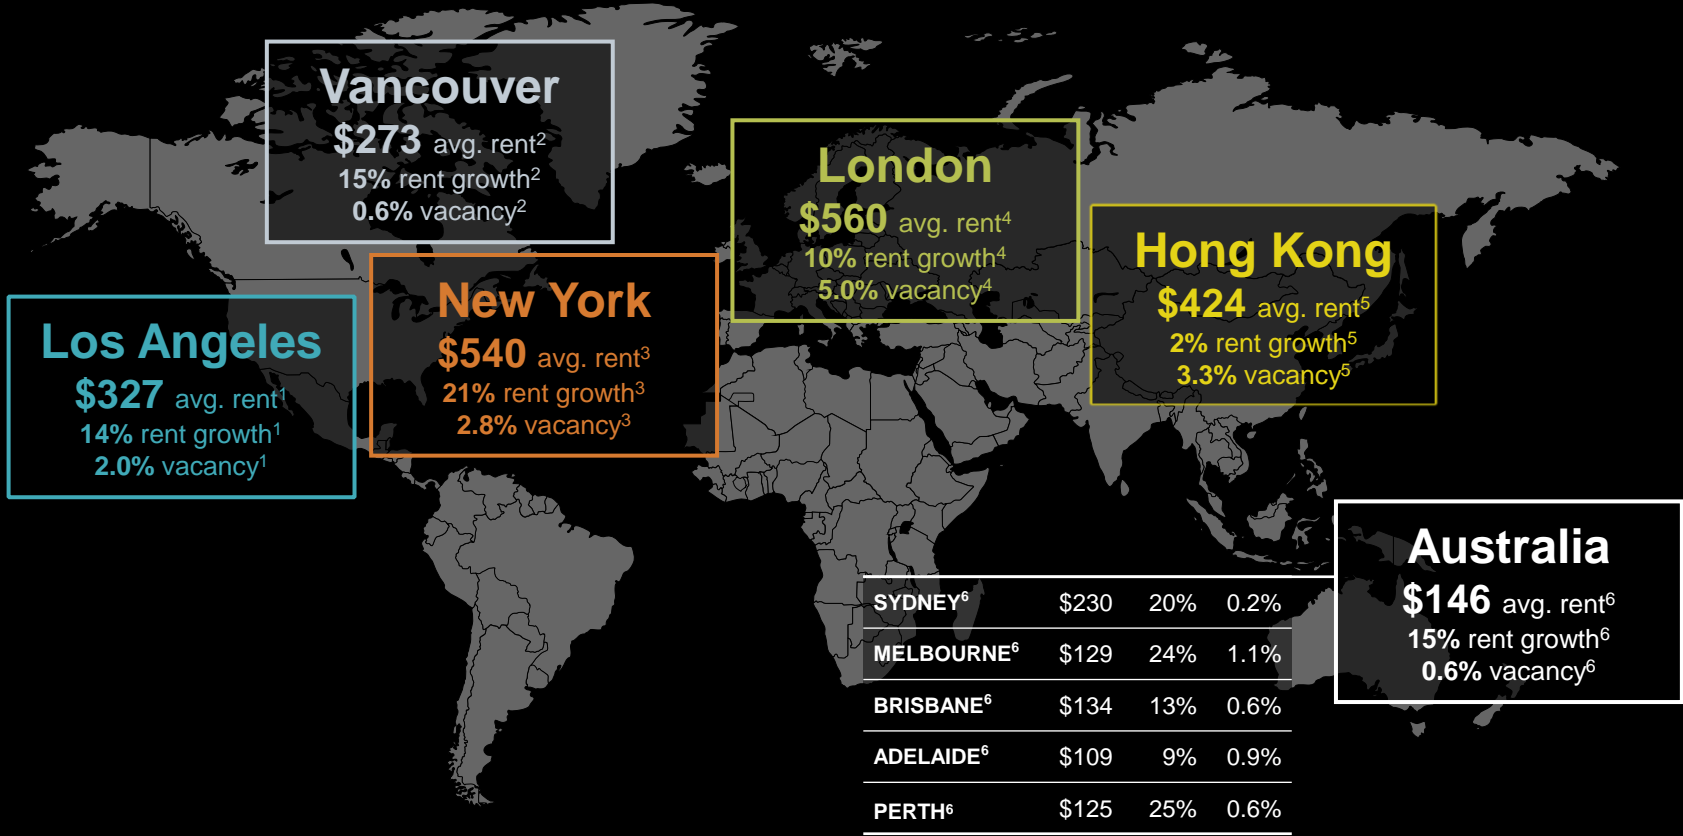 Vancouver
$273 avg. rent²
15% rent growth²
0.6% vacancy²
London
$560 avg. rent⁴
10% rent growth⁴
5.0% vacancy⁴
Hong Kong
$424 avg. rent⁵
2% rent growth⁵
3.3% vacancy⁵
New York
$540 avg. rent³
21% rent growth³
2.8% vacancy³
Los Angeles
$327 avg. rent¹
14% rent growth¹
2.0% vacancy¹
Australia
$146 avg. rent⁶
15% rent growth⁶
0.6% vacancy⁶
SYDNEY⁶ $230 20% 0.2%
MELBOURNE⁶ $129 24% 1.1%
BRISBANE⁶ $134 13% 0.6%
ADELAIDE⁶ $109 9% 0.9%
PERTH⁶ $125 25% 0.6%